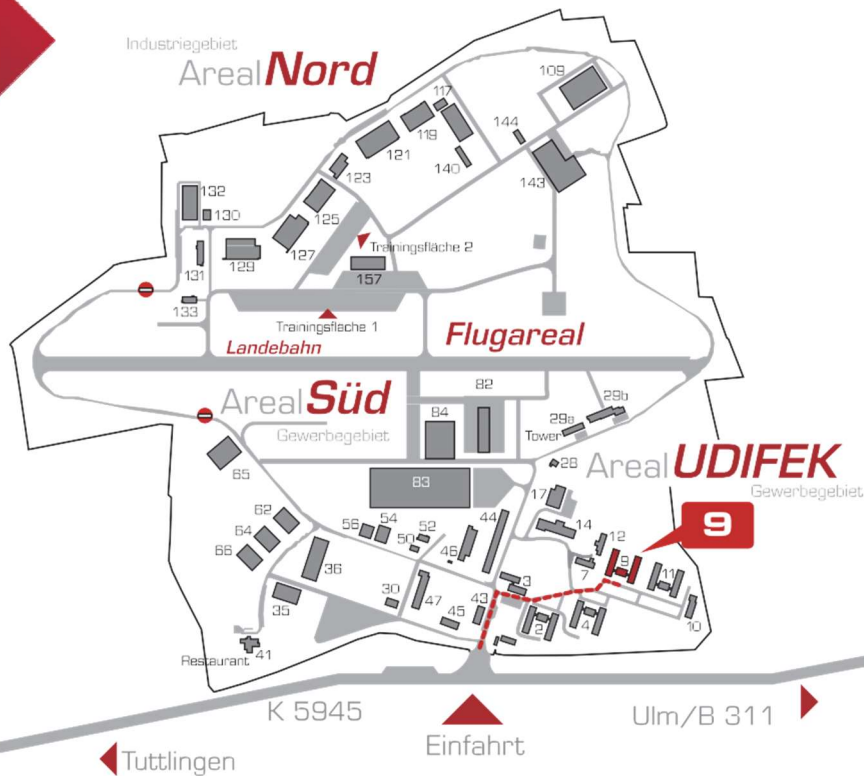 Industriegebiet
Areal Nord
109
117
119
144
121
140
143
123
132
125
130
127
Trainingsfläche 2
131
129
157
133
Trainingsfläche 1
Landebahn
Flugareal
Areal Süd
Gewerbegebiet
82
84
29a
29b
Tower
65
28
Areal UDIFEK
Gewerbegebiet
83
17
9
62
44
14
56
54
52
12
64
50
46
66
36
7
9
11
3
30
47
43
35
45
2
4
10
Restaurant
41
K 5945
Ulm/B 311
Einfahrt
Tuttlingen